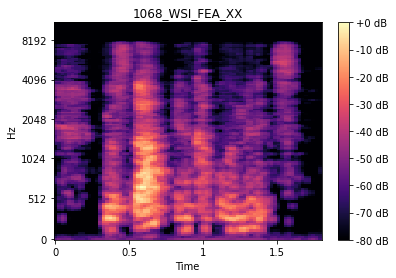 1068_WSI_FEA_XX
Hz
8192
4096
2048
1024
512
0
0
0.5
1
1.5
Time
+0 dB
-10 dB
-20 dB
-30 dB
-40 dB
-50 dB
-60 dB
-70 dB
-80 dB